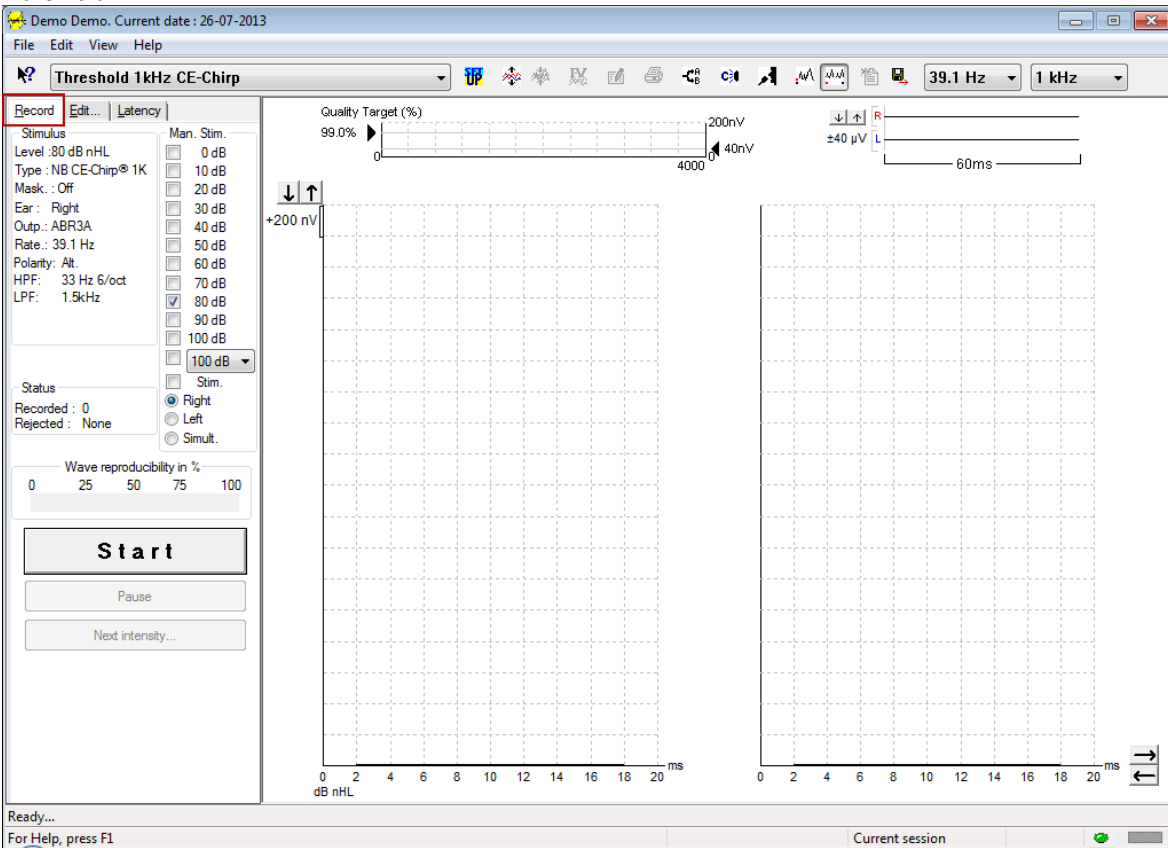 Demo Demo. Current date : 26-07-2013
File Edit View Help
Threshold 1kHz CE-Chirp
39.1 Hz
1 kHz
Record Edit... Latency
Stimulus
Level :80 dB nHL
Type : NB CE-Chirp® 1K
Mask. : Off
Ear : Right
Outp.: ABR3A
Rate.: 39.1 Hz
Polarity: Alt.
HPF: 33 Hz 6/oct
LPF: 1.5kHz
Man. Stim.
0 dB
10 dB
20 dB
30 dB
40 dB
50 dB
60 dB
70 dB
80 dB
90 dB
100 dB
100 dB
Stim.
Right
Left
Simult.
Status
Recorded : 0
Rejected : None
Wave reproducibility in %
0 25 50 75 100
Start
Pause
Next intensity...
Quality Target (%)
99.0%
0
4000
200nV
40nV
0
±40 µV
R
L
60ms
+200 nV
0 2 4 6 8 10 12 14 16 18 20 ms
dB nHL
0 2 4 6 8 10 12 14 16 18 20 ms
Ready...
For Help, press F1
Current session